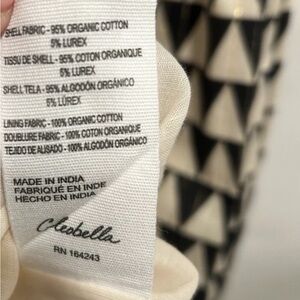 SHELL FABRIC - 95% ORGANIC COTTON
5% LUREX
TISSU DE SHELL - 95% COTON ORGANIQUE
5% LUREX
SHELL TELA - 95% ALGODÓN ORGÁNICO
5% LUREX
LINING FABRIC - 100% ORGANIC COTTON
DOUBLURE FABRIC - 100% COTON ORGANIQUE
TEJIDO DE ALISADO - 100% ALGODÓN ORGÁNICO
MADE IN INDIA
FABRIQUÉ EN INDE
HECHO EN INDIA
Cleobella
RN 164243